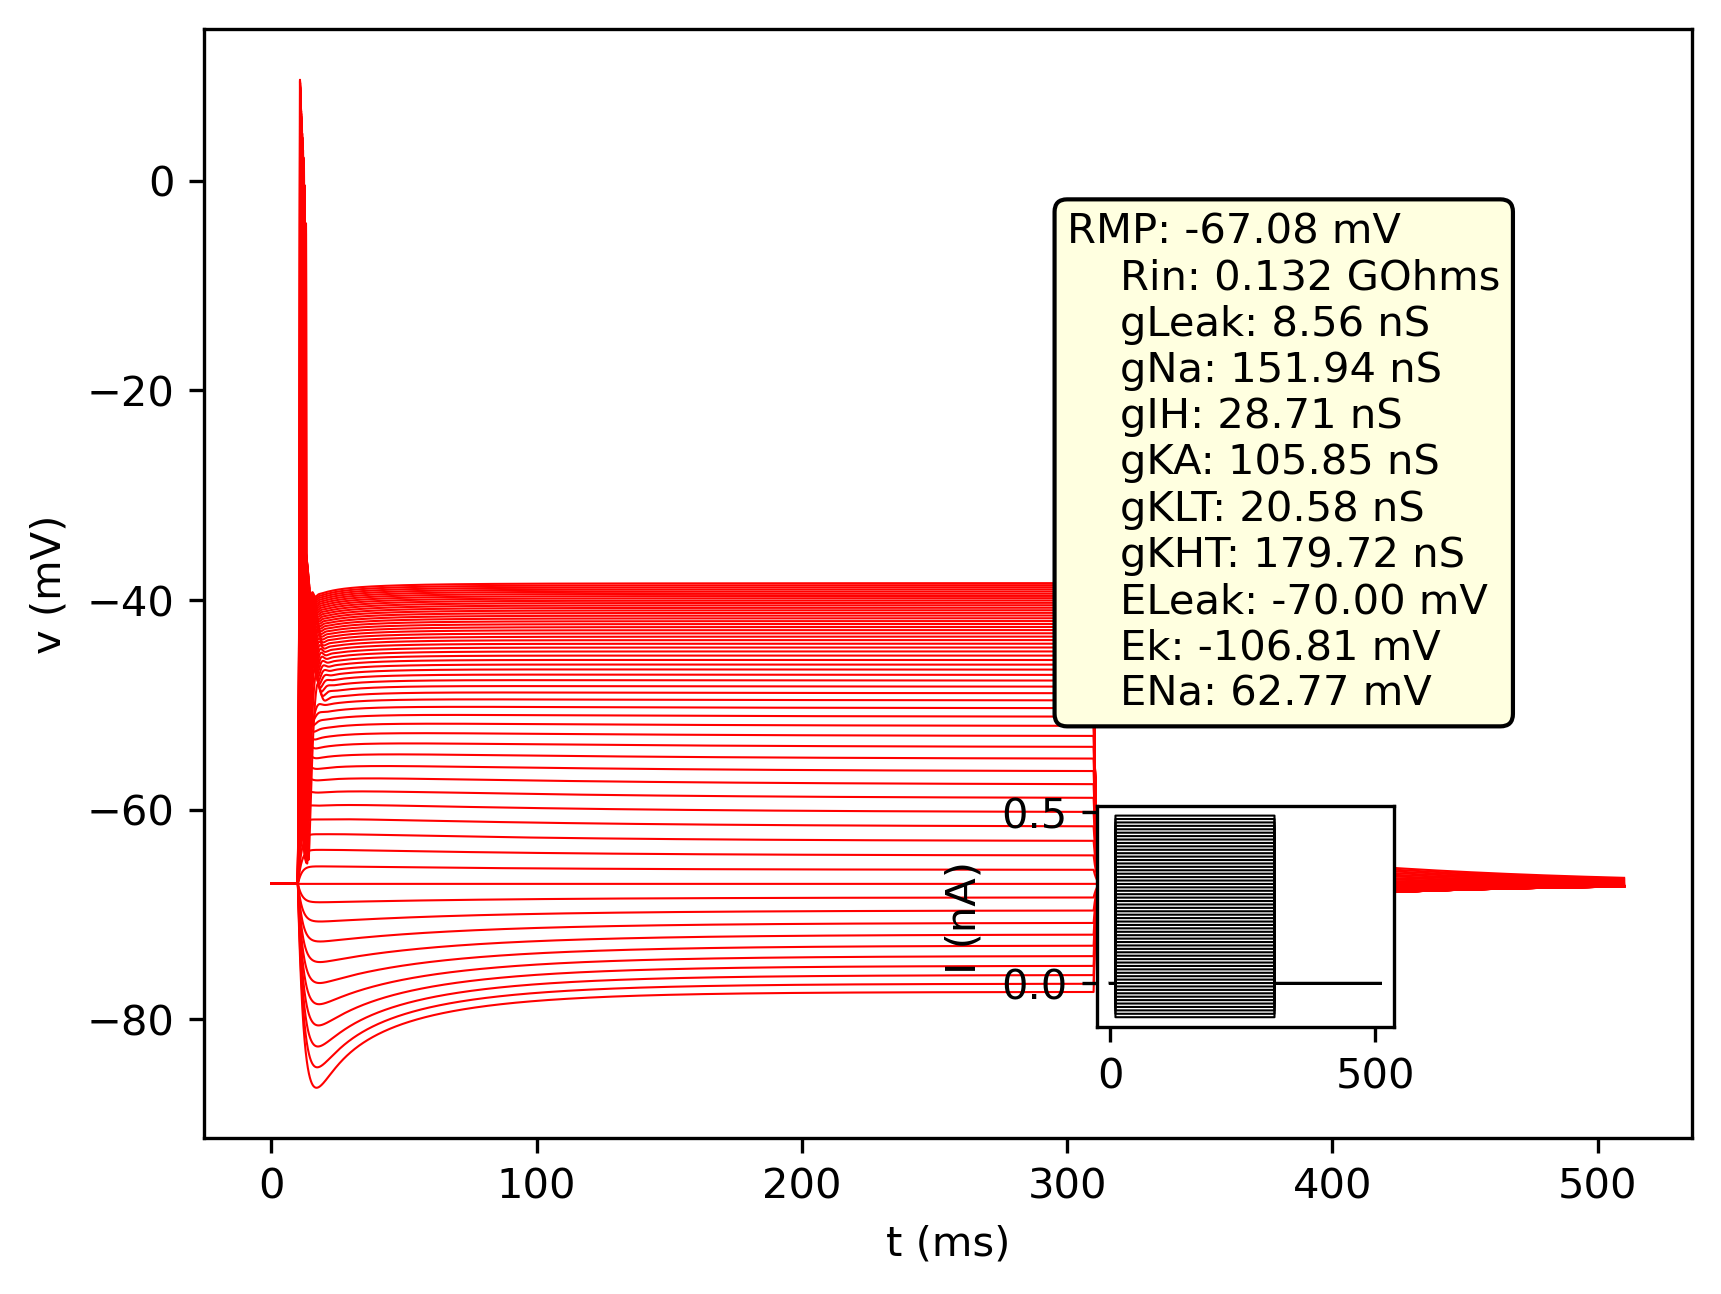 0
−20
−40
−60
−80
v (mV)
0
100
200
300
400
500
t (ms)
RMP: -67.08 mV
Rin: 0.132 GOhms
gLeak: 8.56 nS
gNa: 151.94 nS
gIH: 28.71 nS
gKA: 105.85 nS
gKLT: 20.58 nS
gKHT: 179.72 nS
ELeak: -70.00 mV
Ek: -106.81 mV
ENa: 62.77 mV
0.5
0.0
I (nA)
0
500